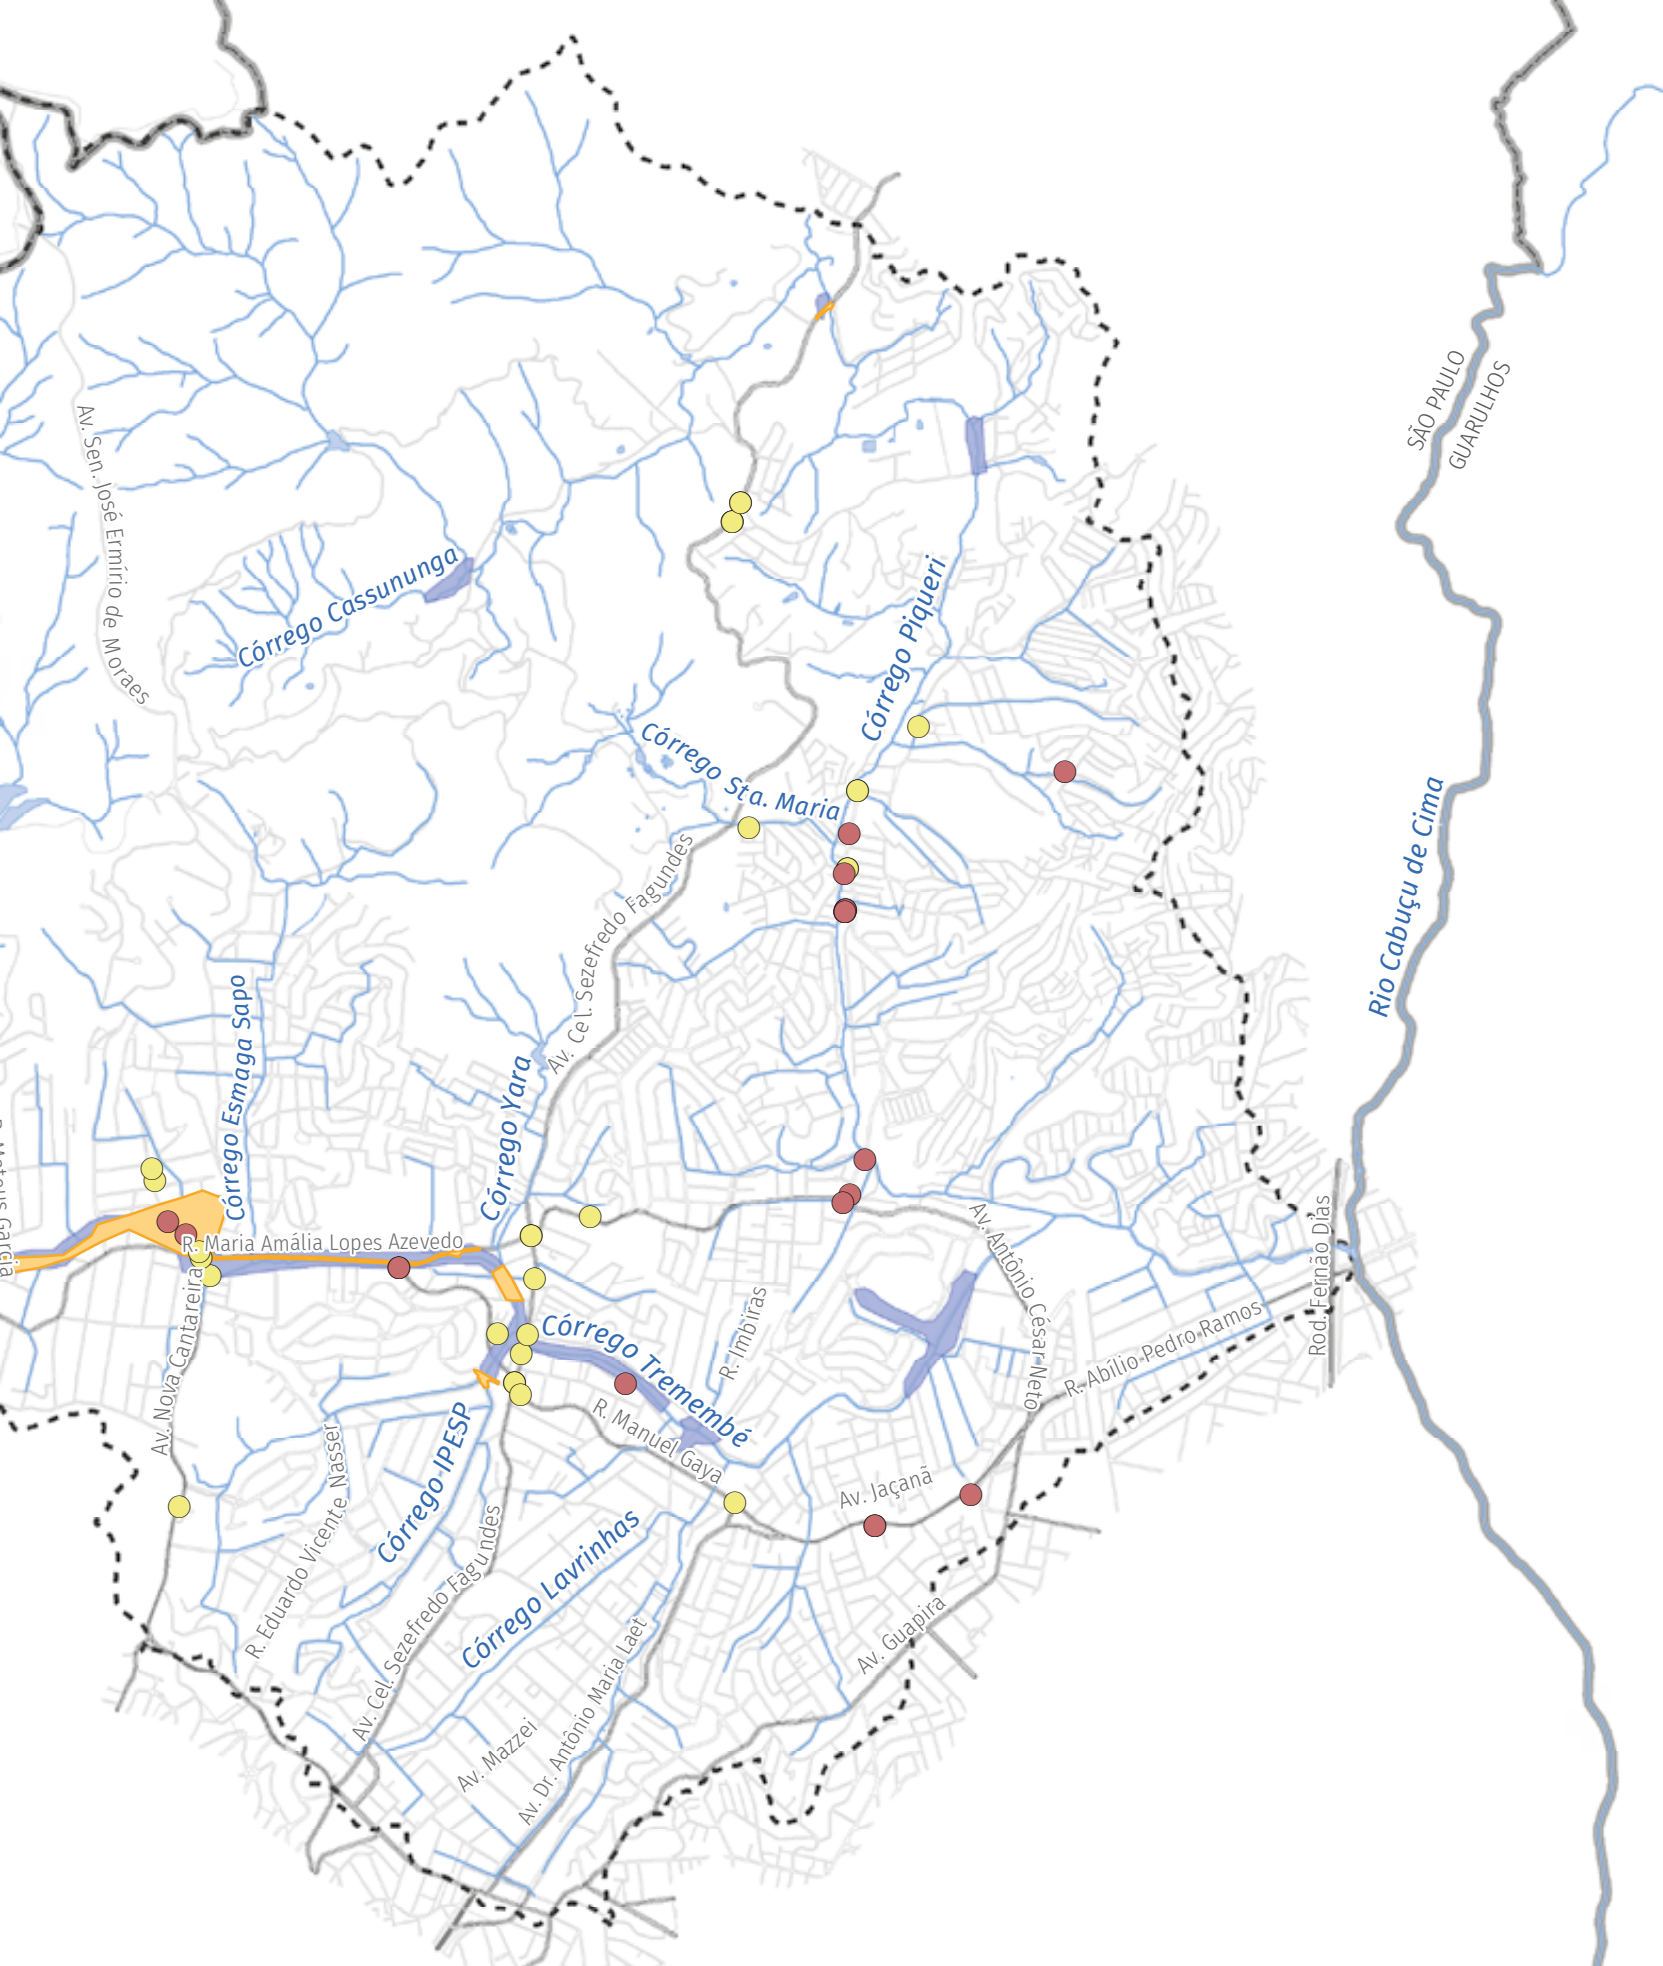 SÃO PAULO
GUARULHOS
Av. Sen. José Ermírio de Moraes
Córrego Cassununga
Córrego Piqueri
Córrego Sta. Maria
Rio Cabuçu de Cima
Av. Cel. Sezefredo Fagundes
Córrego Esmaga Sapo
Córrego Yara
R. Mateus Garcia
R. Maria Amália Lopes Azevedo
Av. Antônio César Neto
Rod. Fernão Dias
R. Imbiras
Av. Nova Cantareira
Córrego Tremembé
R. Abílio Pedro Ramos
R. Manuel Gaya
Córrego IPESP
R. Eduardo Vicente Nasser
Av. Jaçanã
Av. Cel. Sezefredo Fagundes
Córrego Lavrinhas
Av. Guapira
Av. Mazzei
Av. Dr. Antônio Maria Laet